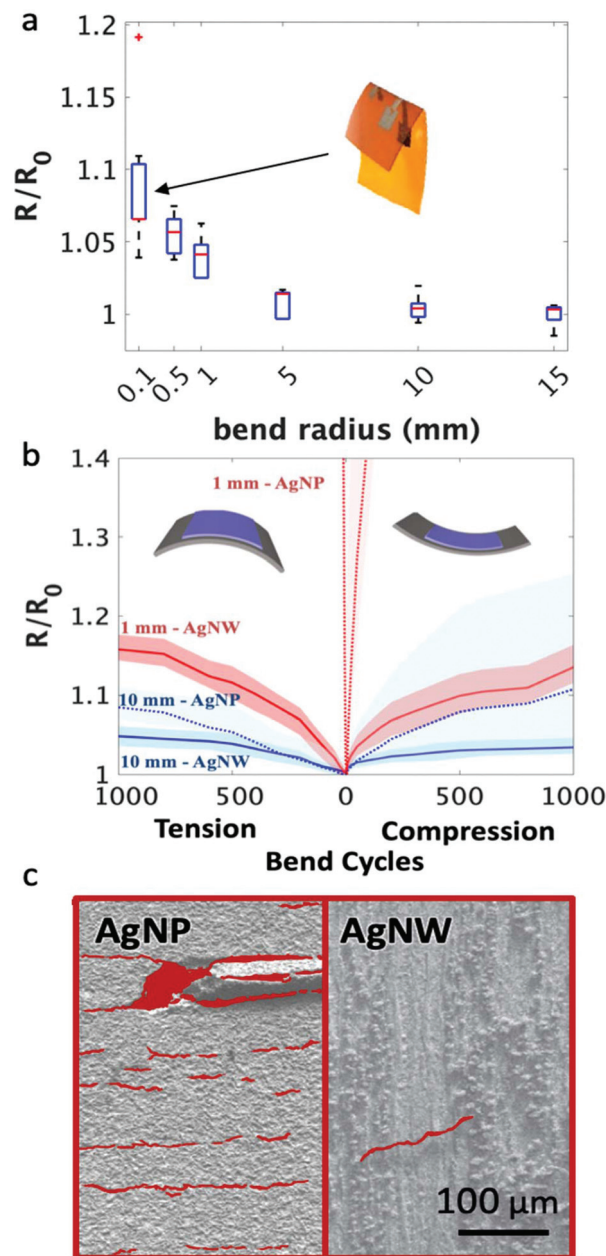 a
1.2
1.15
1.1
1.05
1
R/R₀
0.1
0.5
1
5
10
15
bend radius (mm)
b
1.4
1.3
1.2
1.1
1
R/R₀
1 mm - AgNP
1 mm - AgNW
10 mm - AgNP
10 mm - AgNW
1000 500 0 500 1000
Tension Compression
Bend Cycles
c
AgNP AgNW
100 µm